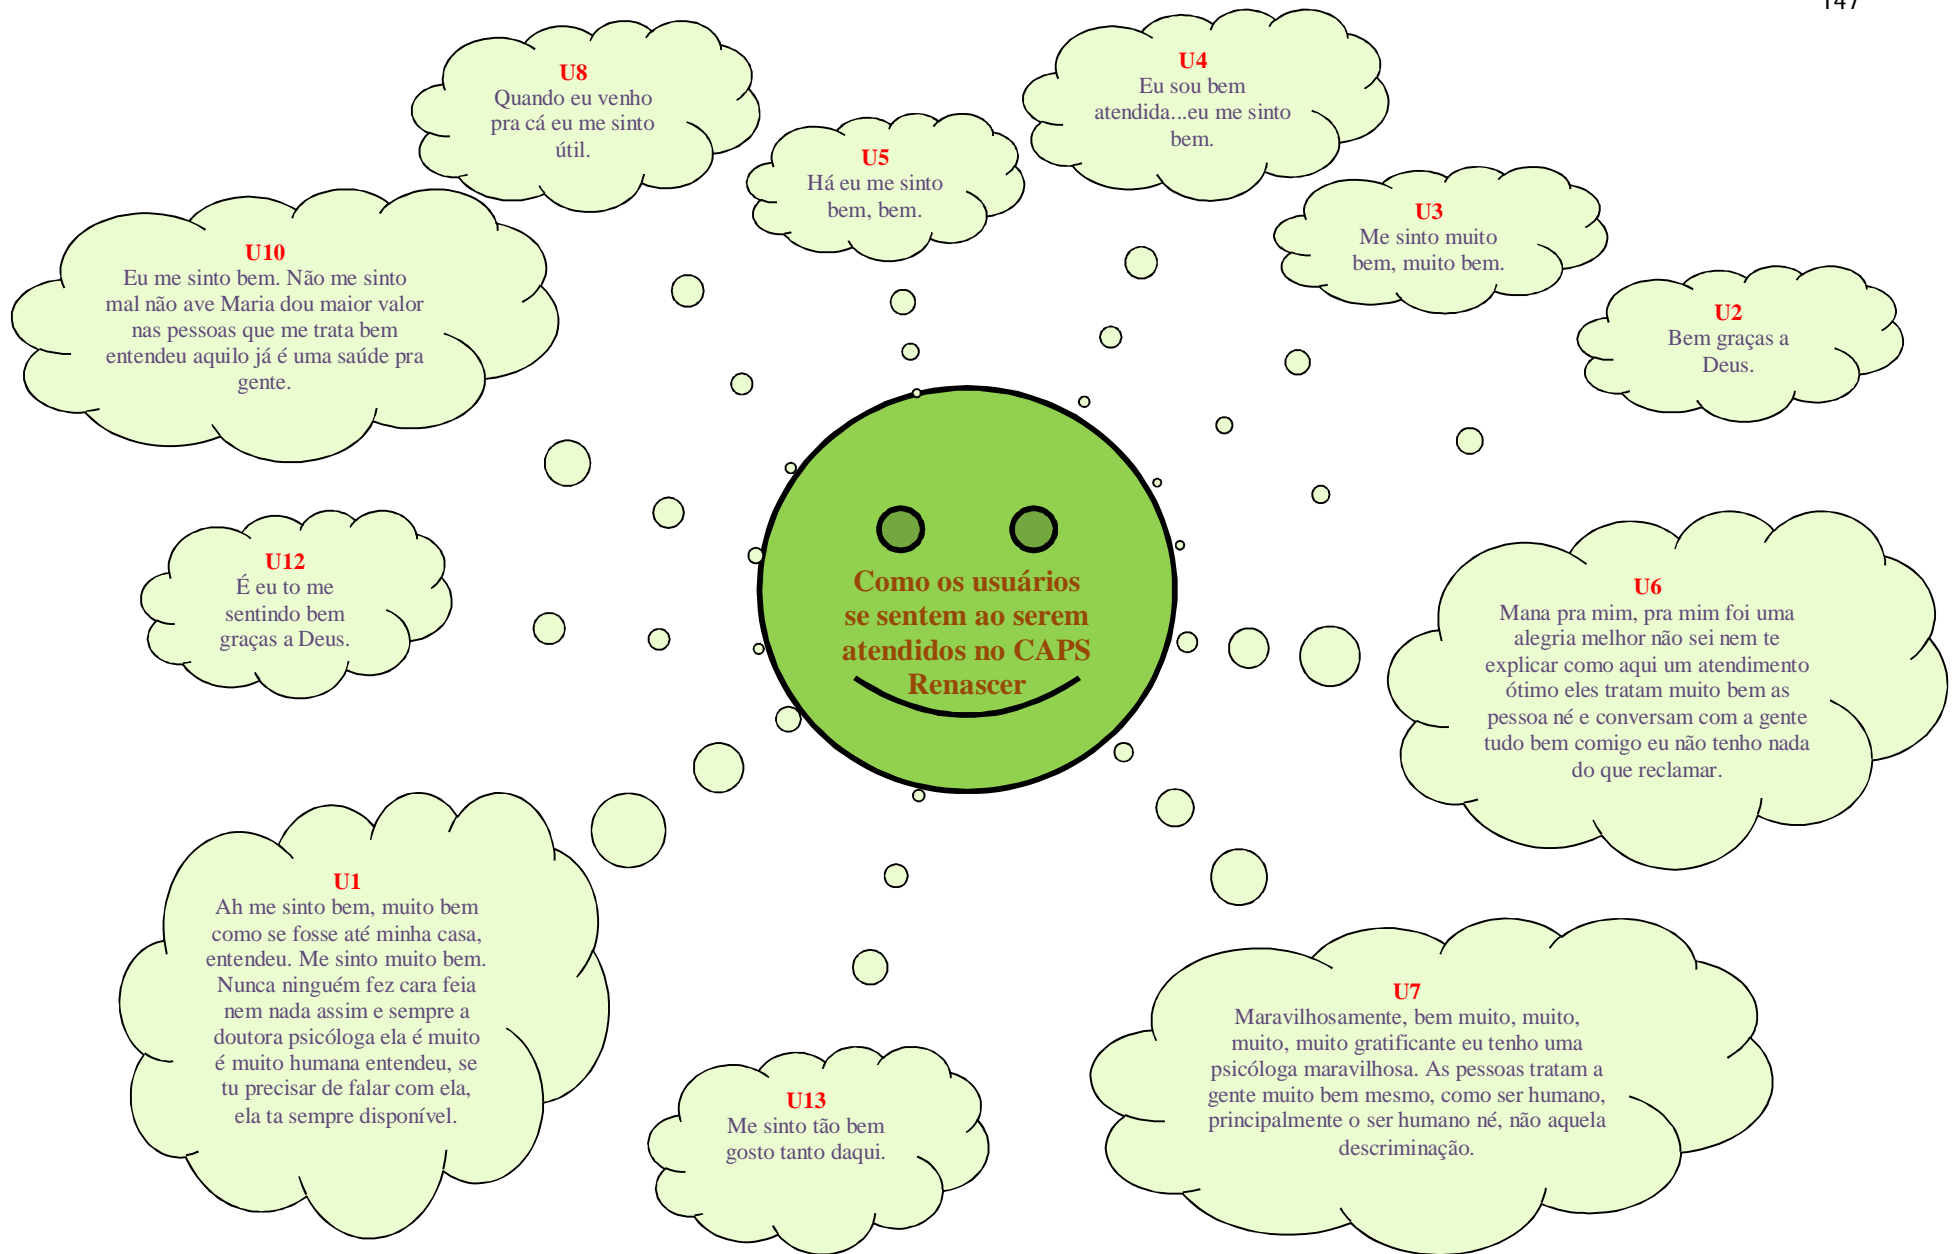 147
U8
Quando eu venho
pra cá eu me sinto
útil.
U4
Eu sou bem
atendida...eu me sinto
bem.
U5
Há eu me sinto
bem, bem.
U3
Me sinto muito
bem, muito bem.
U10
Eu me sinto bem. Não me sinto
mal não ave Maria dou maior valor
nas pessoas que me trata bem
entendeu aquilo já é uma saúde pra
gente.
U2
Bem graças a
Deus.
U12
É eu to me
sentindo bem
graças a Deus.
Como os usuários
se sentem ao serem
atendidos no CAPS
Renascer
U6
Mana pra mim, pra mim foi uma
alegria melhor não sei nem te
explicar como aqui um atendimento
ótimo eles tratam muito bem as
pessoa né e conversam com a gente
tudo bem comigo eu não tenho nada
do que reclamar.
U1
Ah me sinto bem, muito bem
como se fosse até minha casa,
entendeu. Me sinto muito bem.
Nunca ninguém fez cara feia
nem nada assim e sempre a
doutora psicóloga ela é muito
é muito humana entendeu, se
tu precisar de falar com ela,
ela ta sempre disponível.
U13
Me sinto tão bem
gosto tanto daqui.
U7
Maravilhosamente, bem muito, muito,
muito, muito gratificante eu tenho uma
psicóloga maravilhosa. As pessoas tratam a
gente muito bem mesmo, como ser humano,
principalmente o ser humano né, não aquela
descriminação.